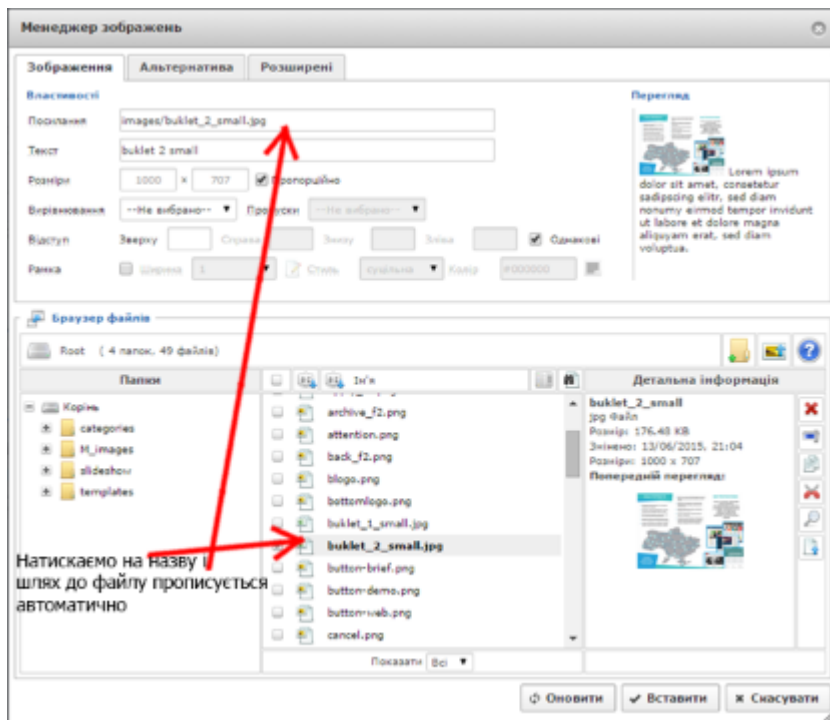 Менеджер зображень
Зображення Альтернатива Розширені
Властивості
Посилання images/buklet_2_small.jpg
Текст buklet 2 small
Розміри 1000 × 707 Пропорційно
Вирівнювання --Не вибрано-- Пропуски --Не вибрано--
Відступ Зверху Справа Знизу Зліва Однакові
Рамка Ширина 1 Стиль суцільна Колір #000000
Перегляд
Lorem ipsum
dolor sit amet, consetetur
sadipscing elitr, sed diam
nonumy eirmod tempor invidunt
ut labore et dolore magna
aliquyam erat, sed diam
voluptua.
Браузер файлів
Root ( 4 папок, 49 файлів)
Папки
Корінь
categories
M_images
slideshow
templates
Ім'я
archive_f2.png
attention.png
back_f2.png
blogo.png
bottomlogo.png
buklet_1_small.jpg
buklet_2_small.jpg
button-brief.png
button-demo.png
button-web.png
cancel.png
Показати Всі
Детальна інформація
buklet_2_small
jpg Файл
Розмір: 176.48 KB
Змінено: 13/06/2015, 21:04
Розміри: 1000 x 707
Попередній перегляд:
Натискаємо на назву і
шлях до файлу прописується
автоматично
Оновити Вставити Скасувати